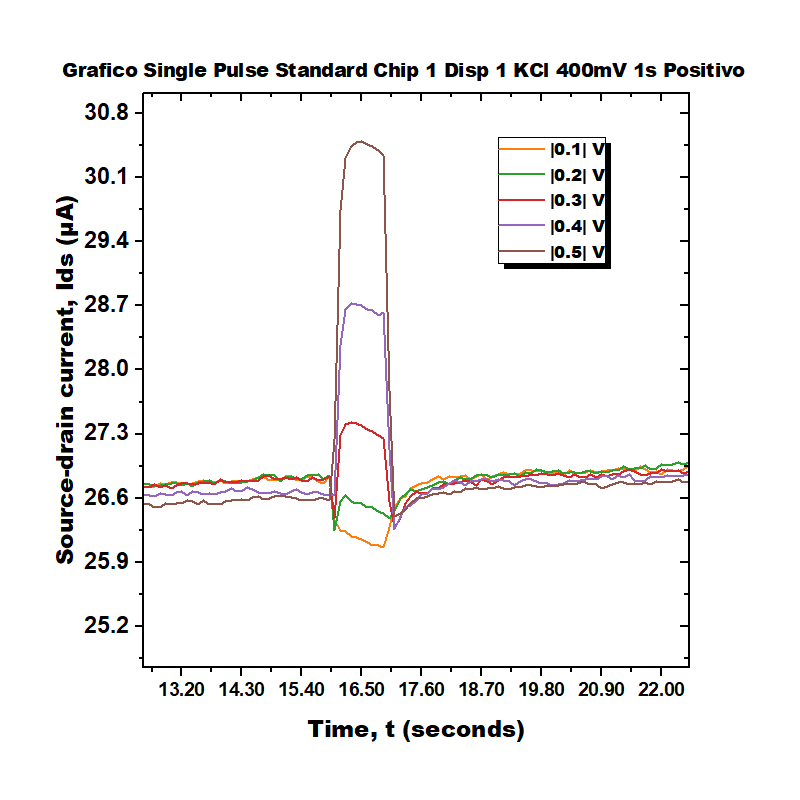 Grafico Single Pulse Standard Chip 1 Disp 1 KCl 400mV 1s Positivo
30.8
30.1
29.4
28.7
28.0
27.3
26.6
25.9
25.2
|0.1| V
|0.2| V
|0.3| V
|0.4| V
|0.5| V
Source-drain current, Ids (µA)
13.20 14.30 15.40 16.50 17.60 18.70 19.80 20.90 22.00
Time, t (seconds)